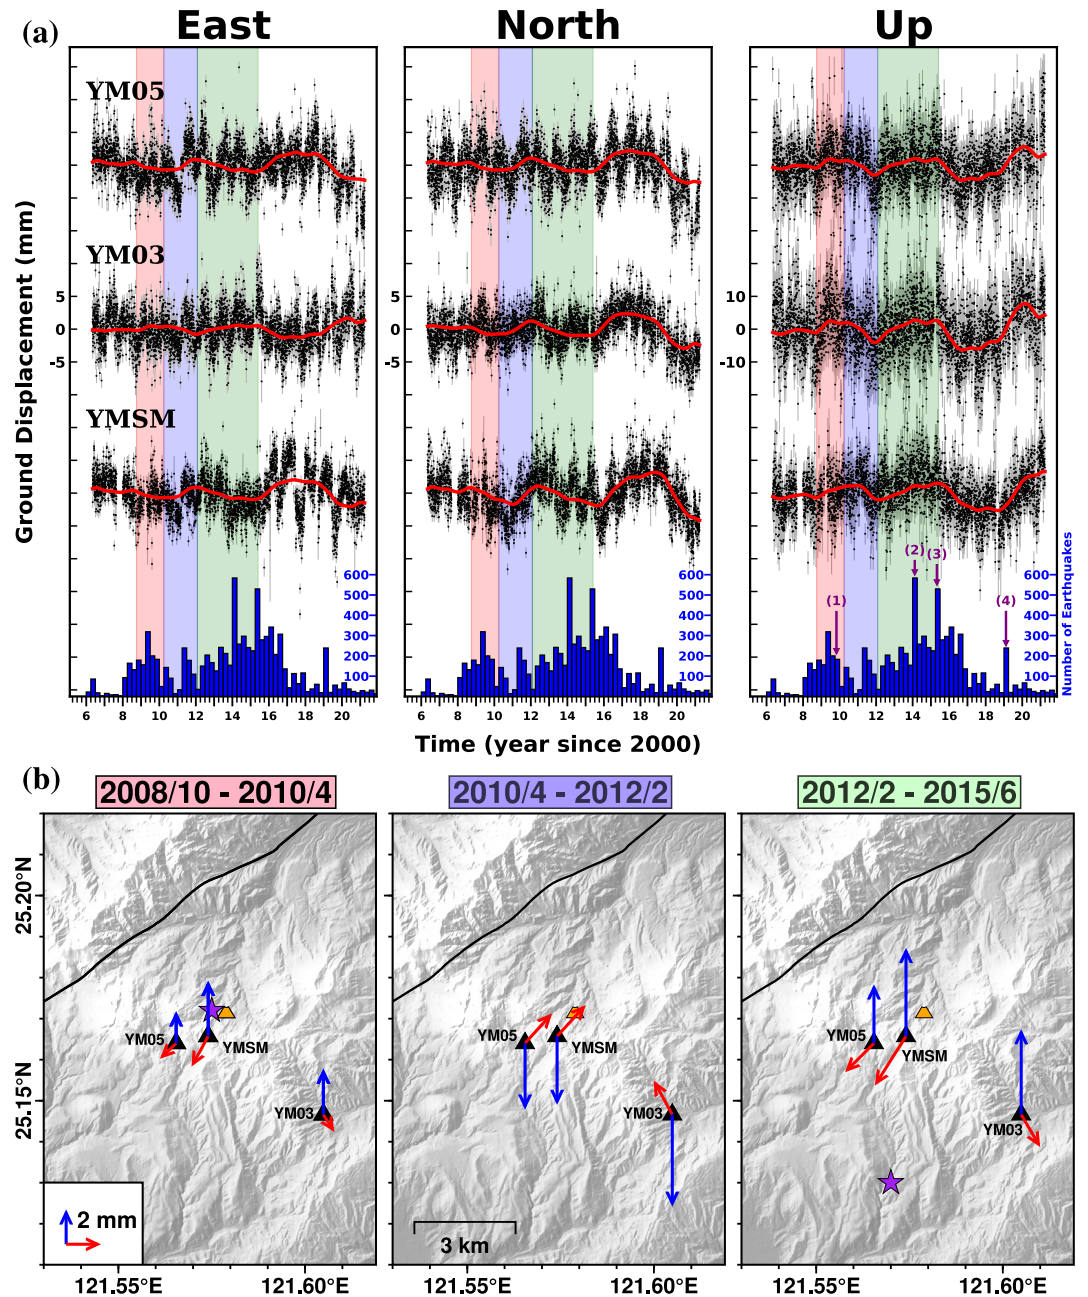 (a)
East North Up
YM05
YM03
YMSM
Ground Displacement (mm)
5
0
-5
5
0
-5
10
0
-10
(1) (2) (3) (4)
600
500
400
300
200
100
600
500
400
300
200
100
600
500
400
300
200
100
Number of Earthquakes
6 8 10 12 14 16 18 20
6 8 10 12 14 16 18 20
6 8 10 12 14 16 18 20
Time (year since 2000)
(b)
2008/10 - 2010/4 2010/4 - 2012/2 2012/2 - 2015/6
25.20°N
25.15°N
YM05 YMSM YM03
YM05 YMSM YM03
YM05 YMSM YM03
2 mm
3 km
121.55°E 121.60°E 121.55°E 121.60°E 121.55°E 121.60°E